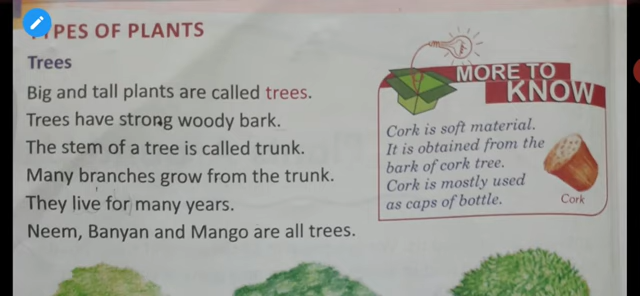 TYPES OF PLANTS
Trees
Big and tall plants are called trees.
Trees have strong woody bark.
The stem of a tree is called trunk.
Many branches grow from the trunk.
They live for many years.
Neem, Banyan and Mango are all trees.
MORE TO
KNOW
Cork is soft material.
It is obtained from the
bark of cork tree.
Cork is mostly used
as caps of bottle.
Cork